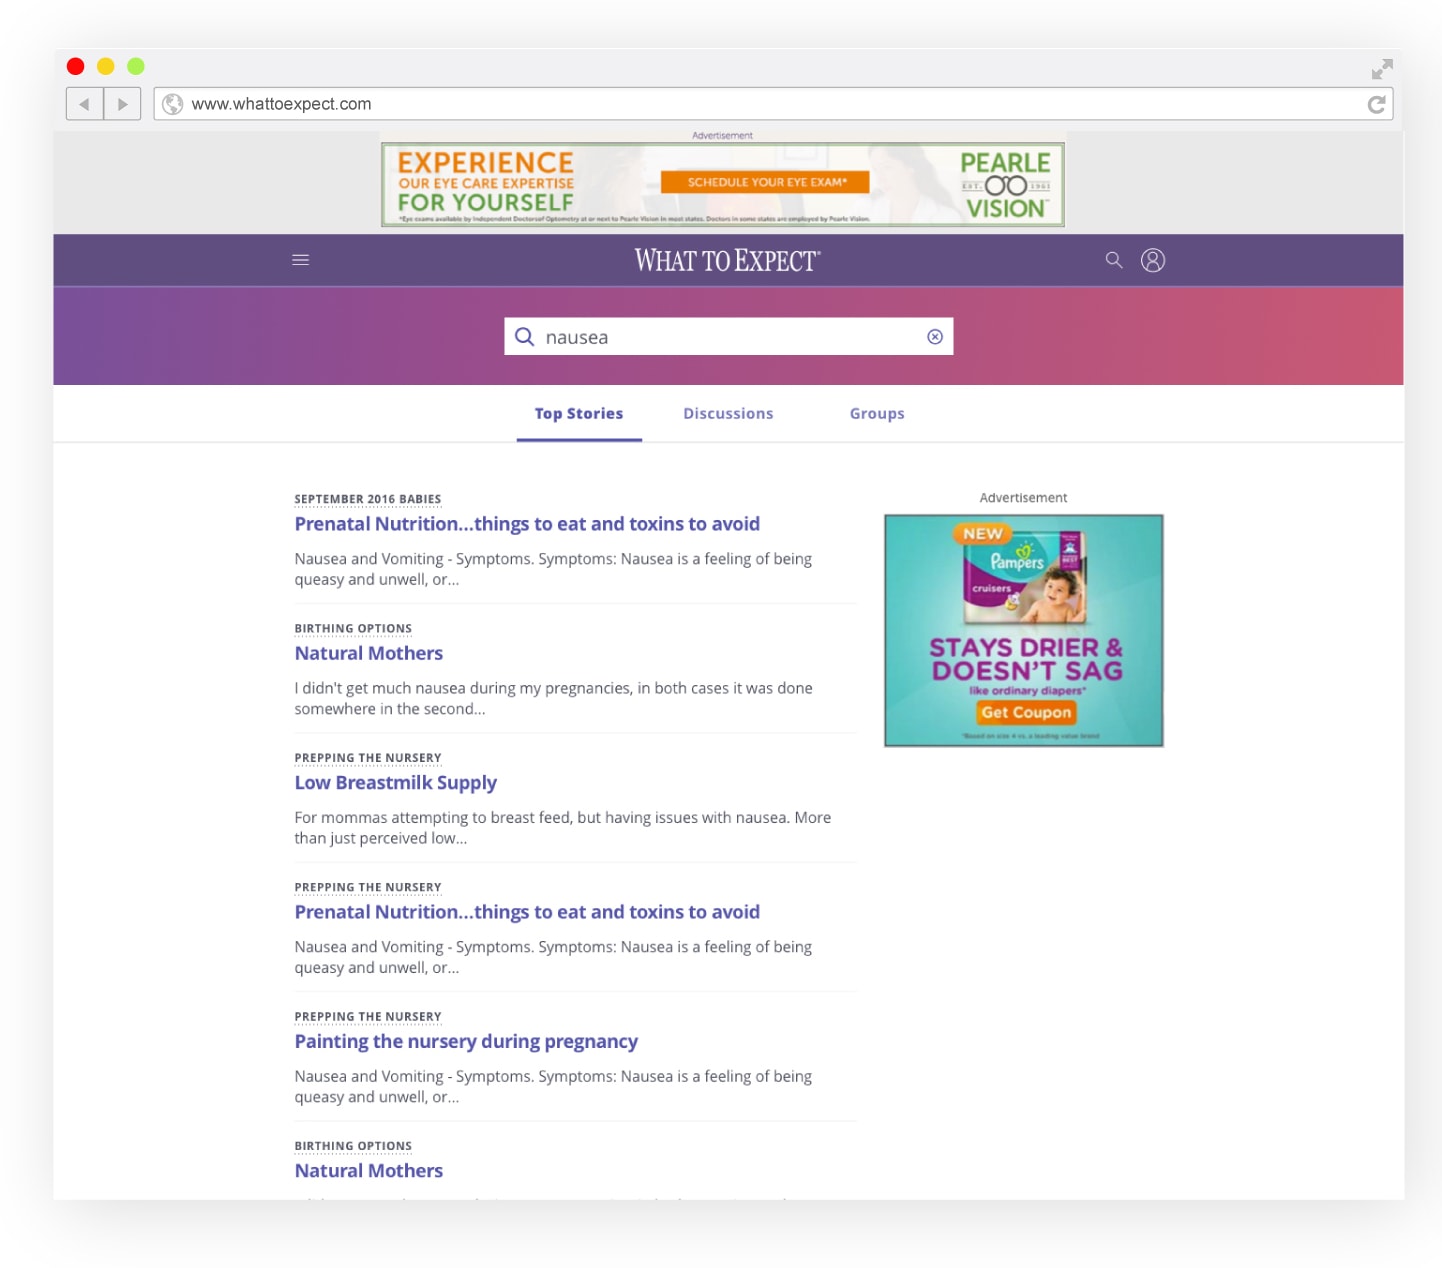 www.whattoexpect.com
Advertisement
EXPERIENCE
OUR EYE CARE EXPERTISE
FOR YOURSELF
SCHEDULE YOUR EYE EXAM*
PEARLE
EST. 1961
VISION
*Eye exams available by Independent Doctors of Optometry at or next to Pearle Vision in most states. Doctors in some states are employed by Pearle Vision.
WHAT TO EXPECT®
nausea
Top Stories
Discussions
Groups
SEPTEMBER 2016 BABIES
Prenatal Nutrition...things to eat and toxins to avoid
Nausea and Vomiting - Symptoms. Symptoms: Nausea is a feeling of being
queasy and unwell, or...
BIRTHING OPTIONS
Natural Mothers
I didn't get much nausea during my pregnancies, in both cases it was done
somewhere in the second...
PREPPING THE NURSERY
Low Breastmilk Supply
For mommas attempting to breast feed, but having issues with nausea. More
than just perceived low...
PREPPING THE NURSERY
Prenatal Nutrition...things to eat and toxins to avoid
Nausea and Vomiting - Symptoms. Symptoms: Nausea is a feeling of being
queasy and unwell, or...
PREPPING THE NURSERY
Painting the nursery during pregnancy
Nausea and Vomiting - Symptoms. Symptoms: Nausea is a feeling of being
queasy and unwell, or...
BIRTHING OPTIONS
Natural Mothers
Advertisement
NEW
Pampers
cruisers
STAYS DRIER &
DOESN'T SAG
like ordinary diapers*
Get Coupon
*Based on size 4 vs. a leading value brand